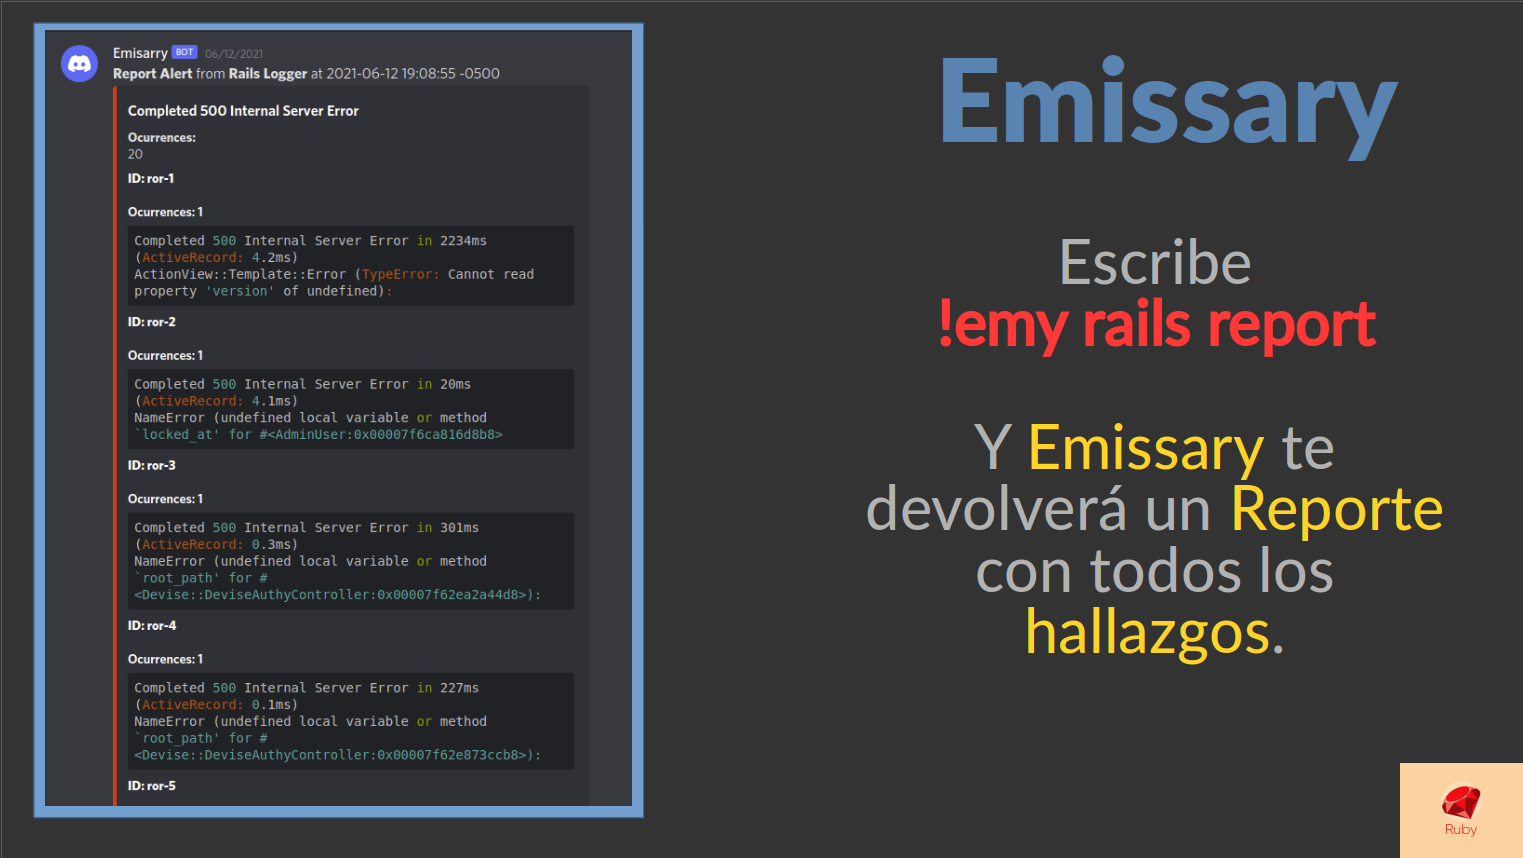 Emisarry BOT 06/12/2021
Report Alert from Rails Logger at 2021-06-12 19:08:55 -0500
Completed 500 Internal Server Error
Ocurrences:
20
ID: ror-1
Ocurrences: 1
Completed 500 Internal Server Error in 2234ms
(ActiveRecord: 4.2ms)
ActionView::Template::Error (TypeError: Cannot read
property 'version' of undefined):
ID: ror-2
Ocurrences: 1
Completed 500 Internal Server Error in 20ms
(ActiveRecord: 4.1ms)
NameError (undefined local variable or method
`locked_at' for #<AdminUser:0x00007f6ca816d8b8>
ID: ror-3
Ocurrences: 1
Completed 500 Internal Server Error in 301ms
(ActiveRecord: 0.3ms)
NameError (undefined local variable or method
`root_path' for #
<Devise::DeviseAuthyController:0x00007f62ea2a44d8>):
ID: ror-4
Ocurrences: 1
Completed 500 Internal Server Error in 227ms
(ActiveRecord: 0.1ms)
NameError (undefined local variable or method
`root_path' for #
<Devise::DeviseAuthyController:0x00007f62e873ccb8>):
ID: ror-5
Emissary
Escribe
!emy rails report
Y Emissary te
devolverá un Reporte
con todos los
hallazgos.
Ruby